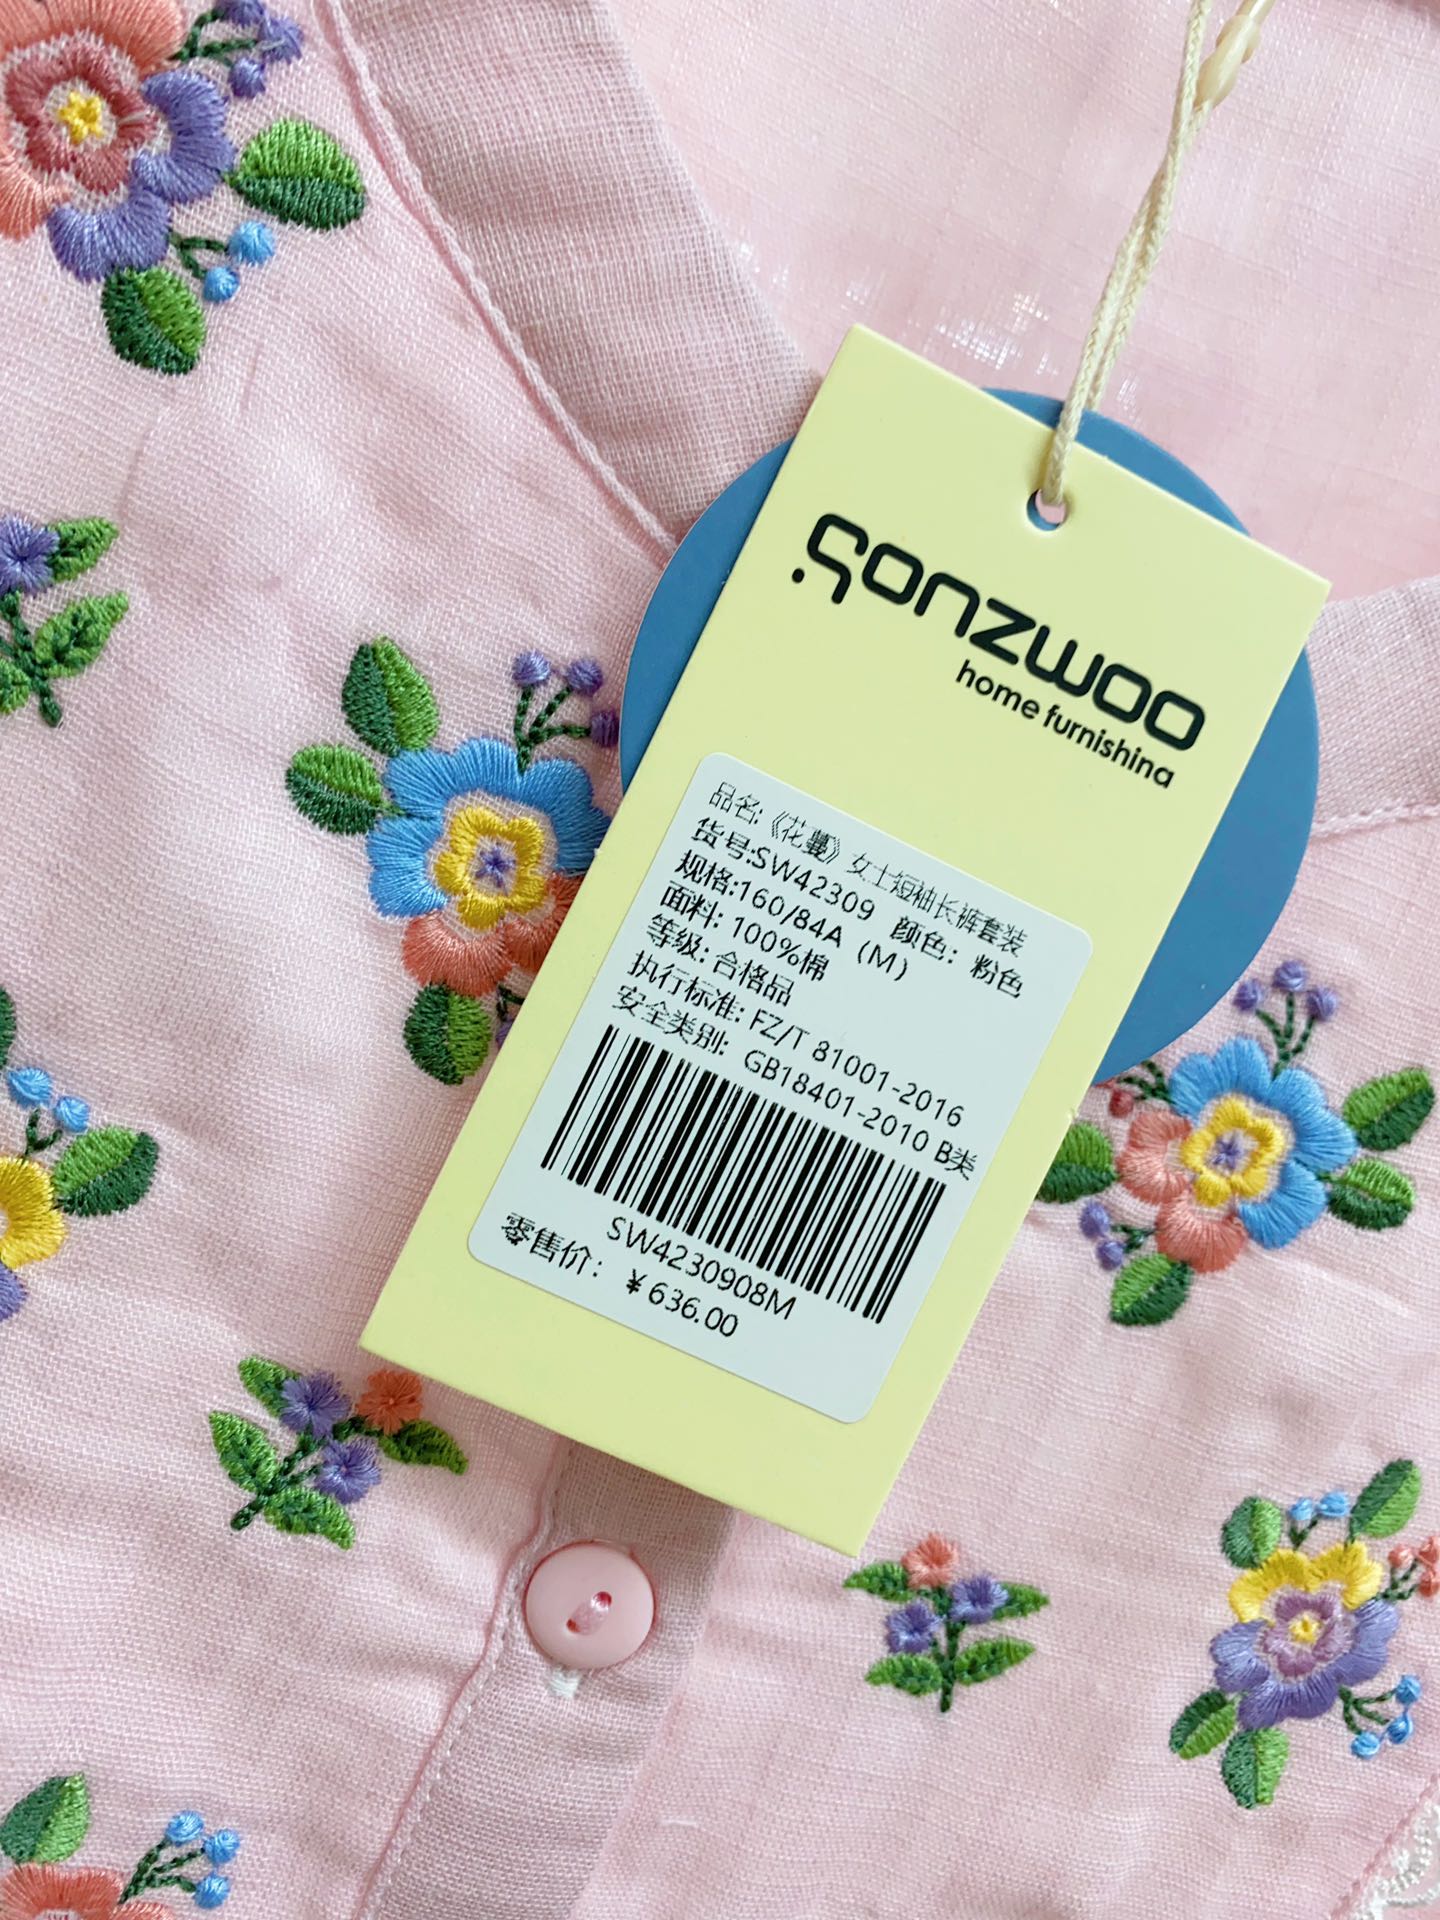 sonzwoo
home furnishing
品名:《花蔓》女士短袖长裤套装
货号:SW42309 颜色：粉色
规格:160/84A（M）
面料: 100%棉
等级: 合格品
执行标准: FZ/T 81001-2016
安全类别: GB18401-2010 B类
SW4230908M
零售价：￥636.00